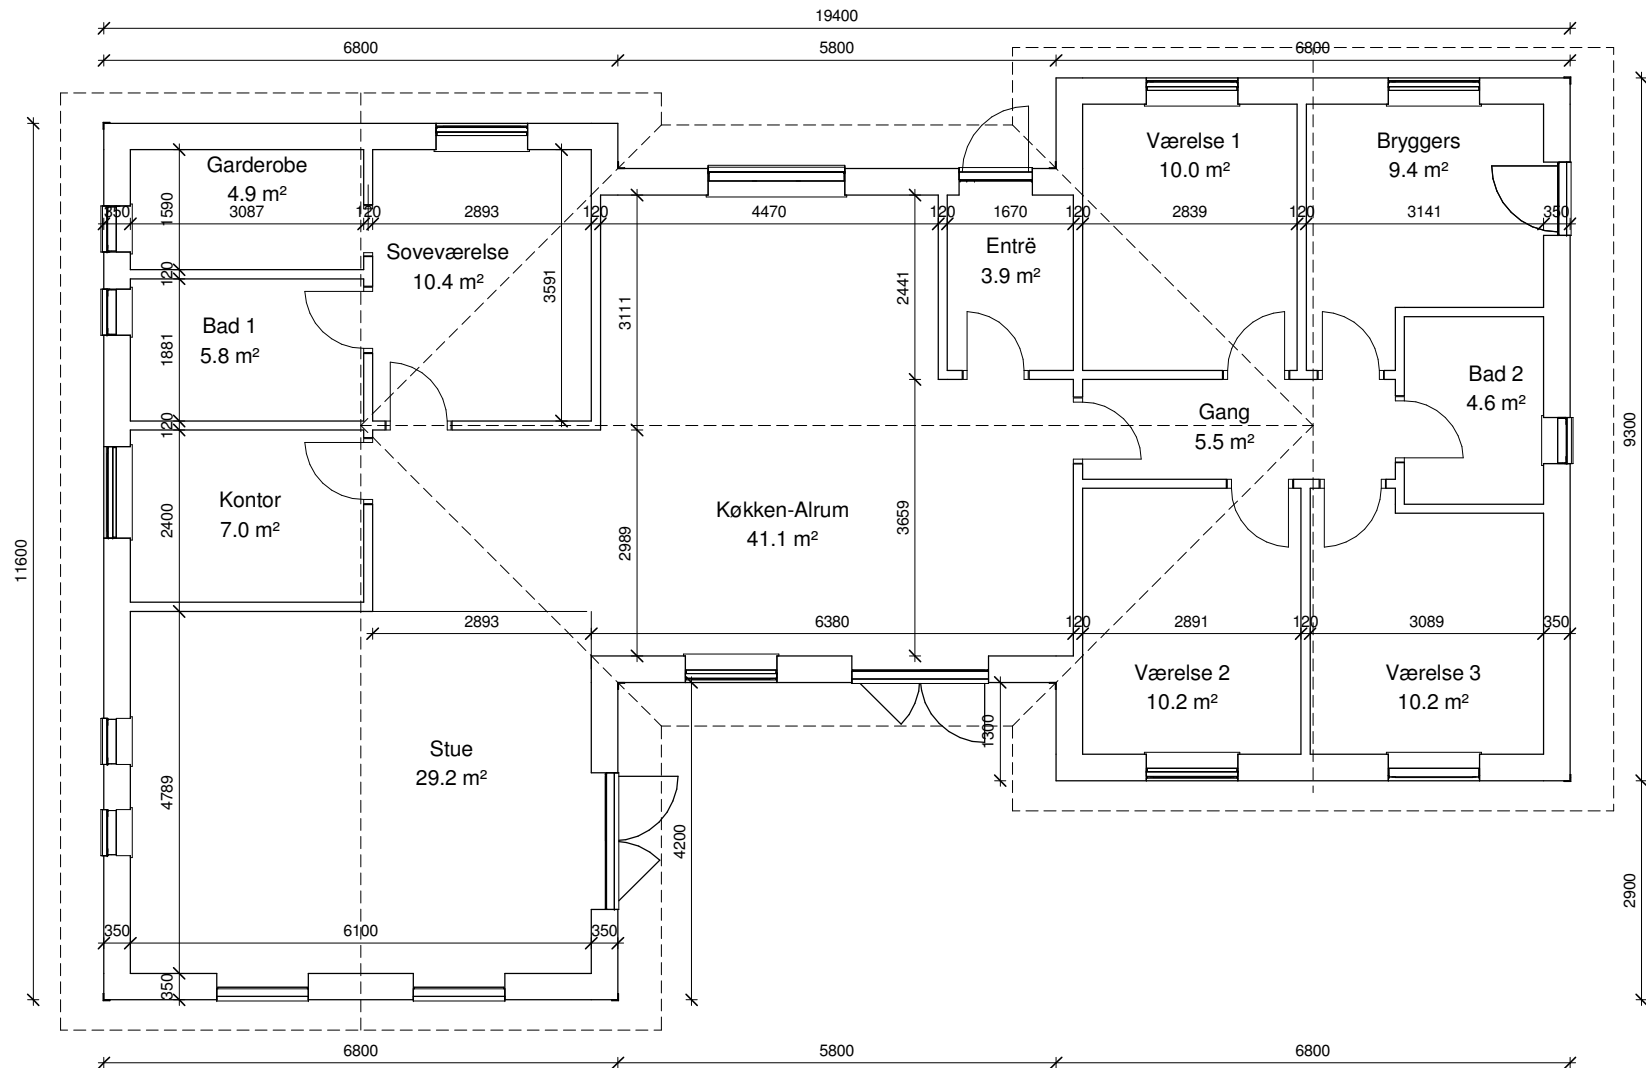 19400
6800 5800 6800
Garderobe
4.9 m²
Værelse 1
10.0 m²
Bryggers
9.4 m²
350 3087 120 2893 120 4470 120 1670 120 2839 120 3141 350
1590
Soveværelse
10.4 m²
Entrë
3.9 m²
120
3591
3111
2441
Bad 1
5.8 m²
1881
Bad 2
4.6 m²
Gang
5.5 m²
120
9300
Kontor
7.0 m²
2400
Køkken-Alrum
41.1 m²
2989
3659
11600
2893 6380 120 2891 120 3089 350
Værelse 2
10.2 m²
Værelse 3
10.2 m²
1300
Stue
29.2 m²
4789
4200
2900
350 6100 350
350
6800 5800 6800